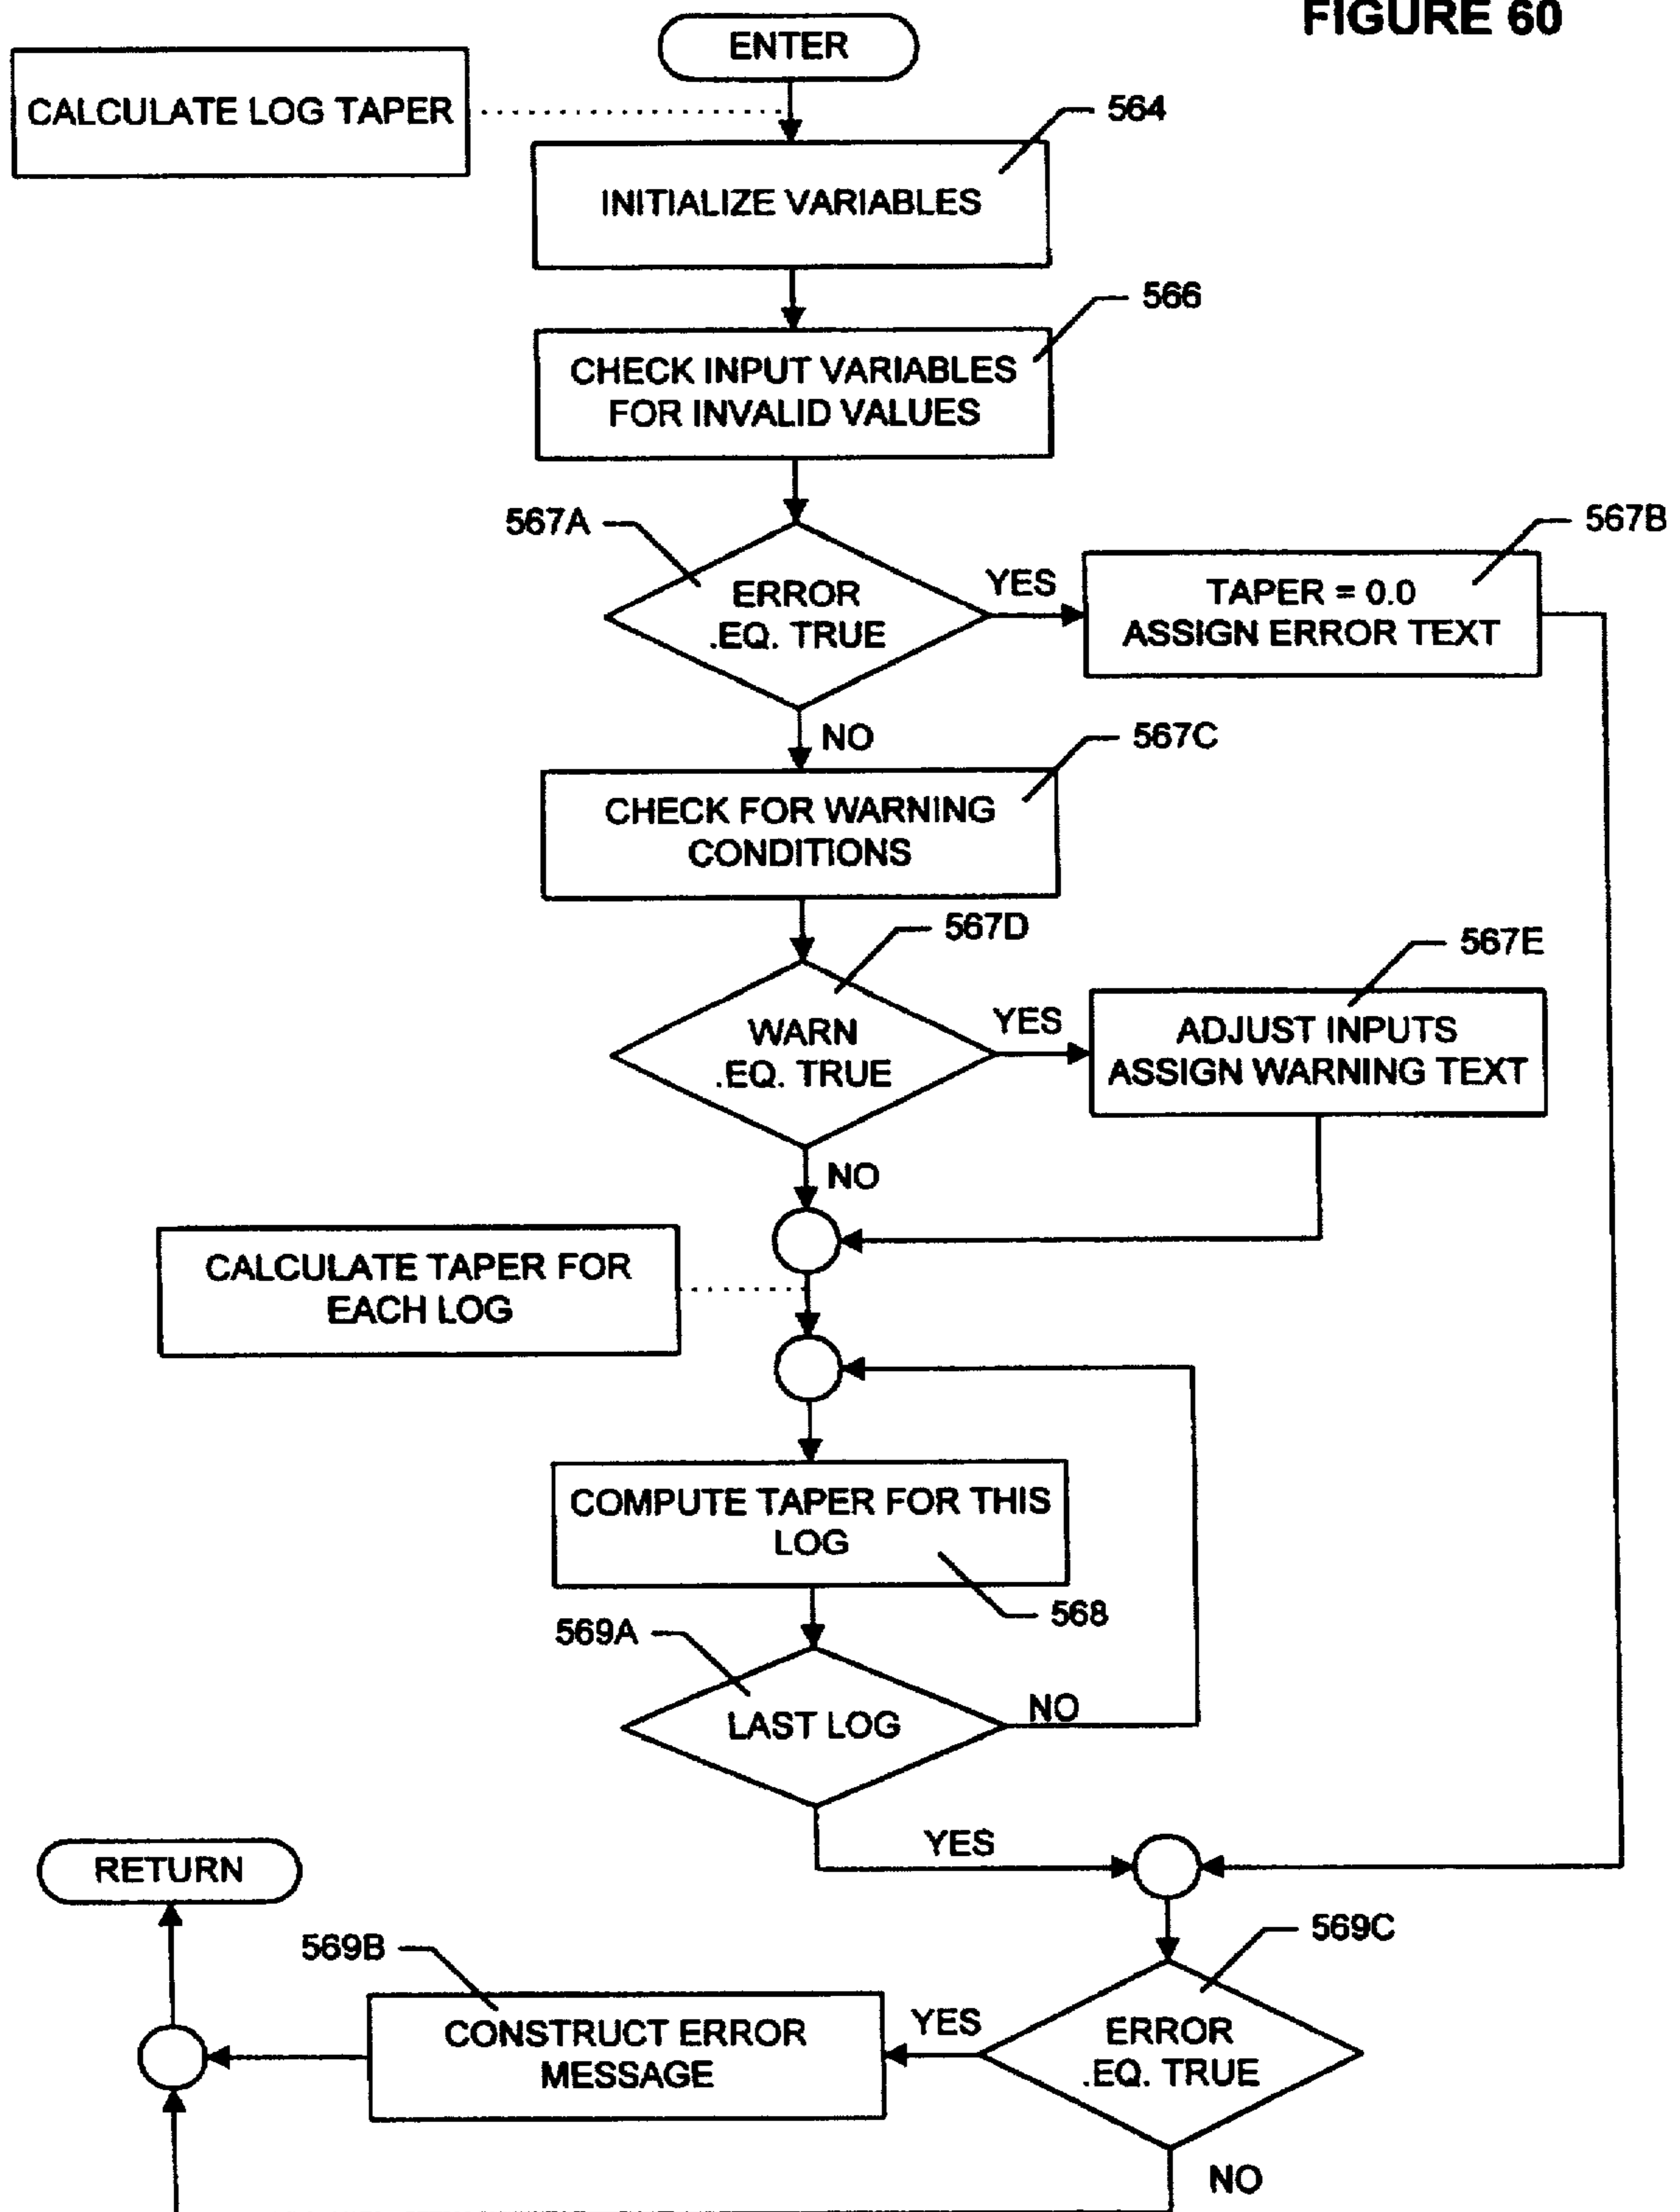 FIGURE 60
ENTER
CALCULATE LOG TAPER
564
INITIALIZE VARIABLES
566
CHECK INPUT VARIABLES
FOR INVALID VALUES
567A
567B
ERROR
.EQ. TRUE
YES
TAPER = 0.0
ASSIGN ERROR TEXT
NO
567C
CHECK FOR WARNING
CONDITIONS
567D
567E
WARN
.EQ. TRUE
YES
ADJUST INPUTS
ASSIGN WARNING TEXT
NO
CALCULATE TAPER FOR
EACH LOG
COMPUTE TAPER FOR THIS
LOG
568
569A
LAST LOG
NO
YES
RETURN
569B
569C
CONSTRUCT ERROR
MESSAGE
YES
ERROR
.EQ. TRUE
NO